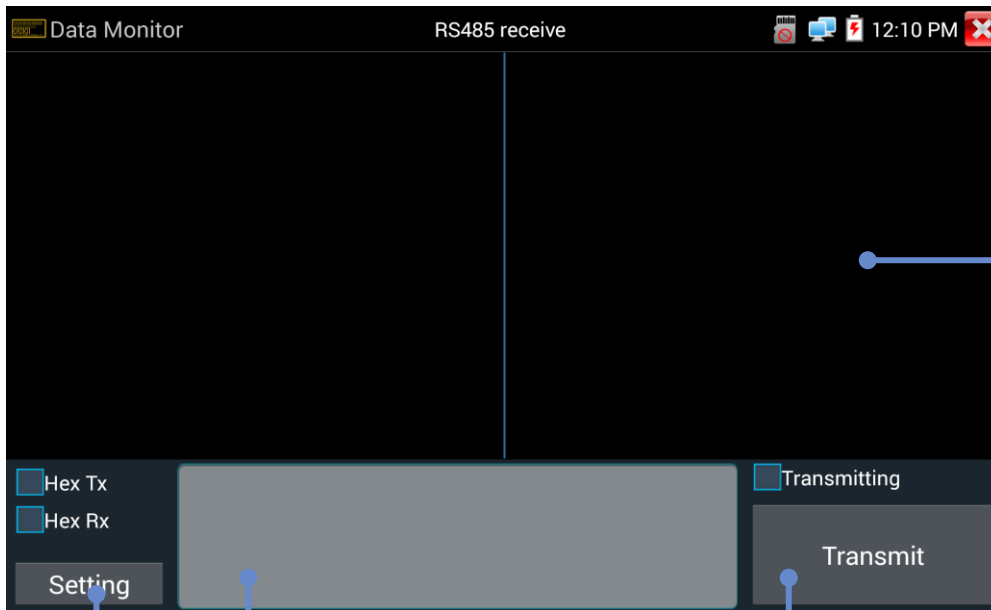 Data Monitor RS485 receive 12:10 PM
Hex Tx
Transmitting
Hex Rx
Transmit
Setting